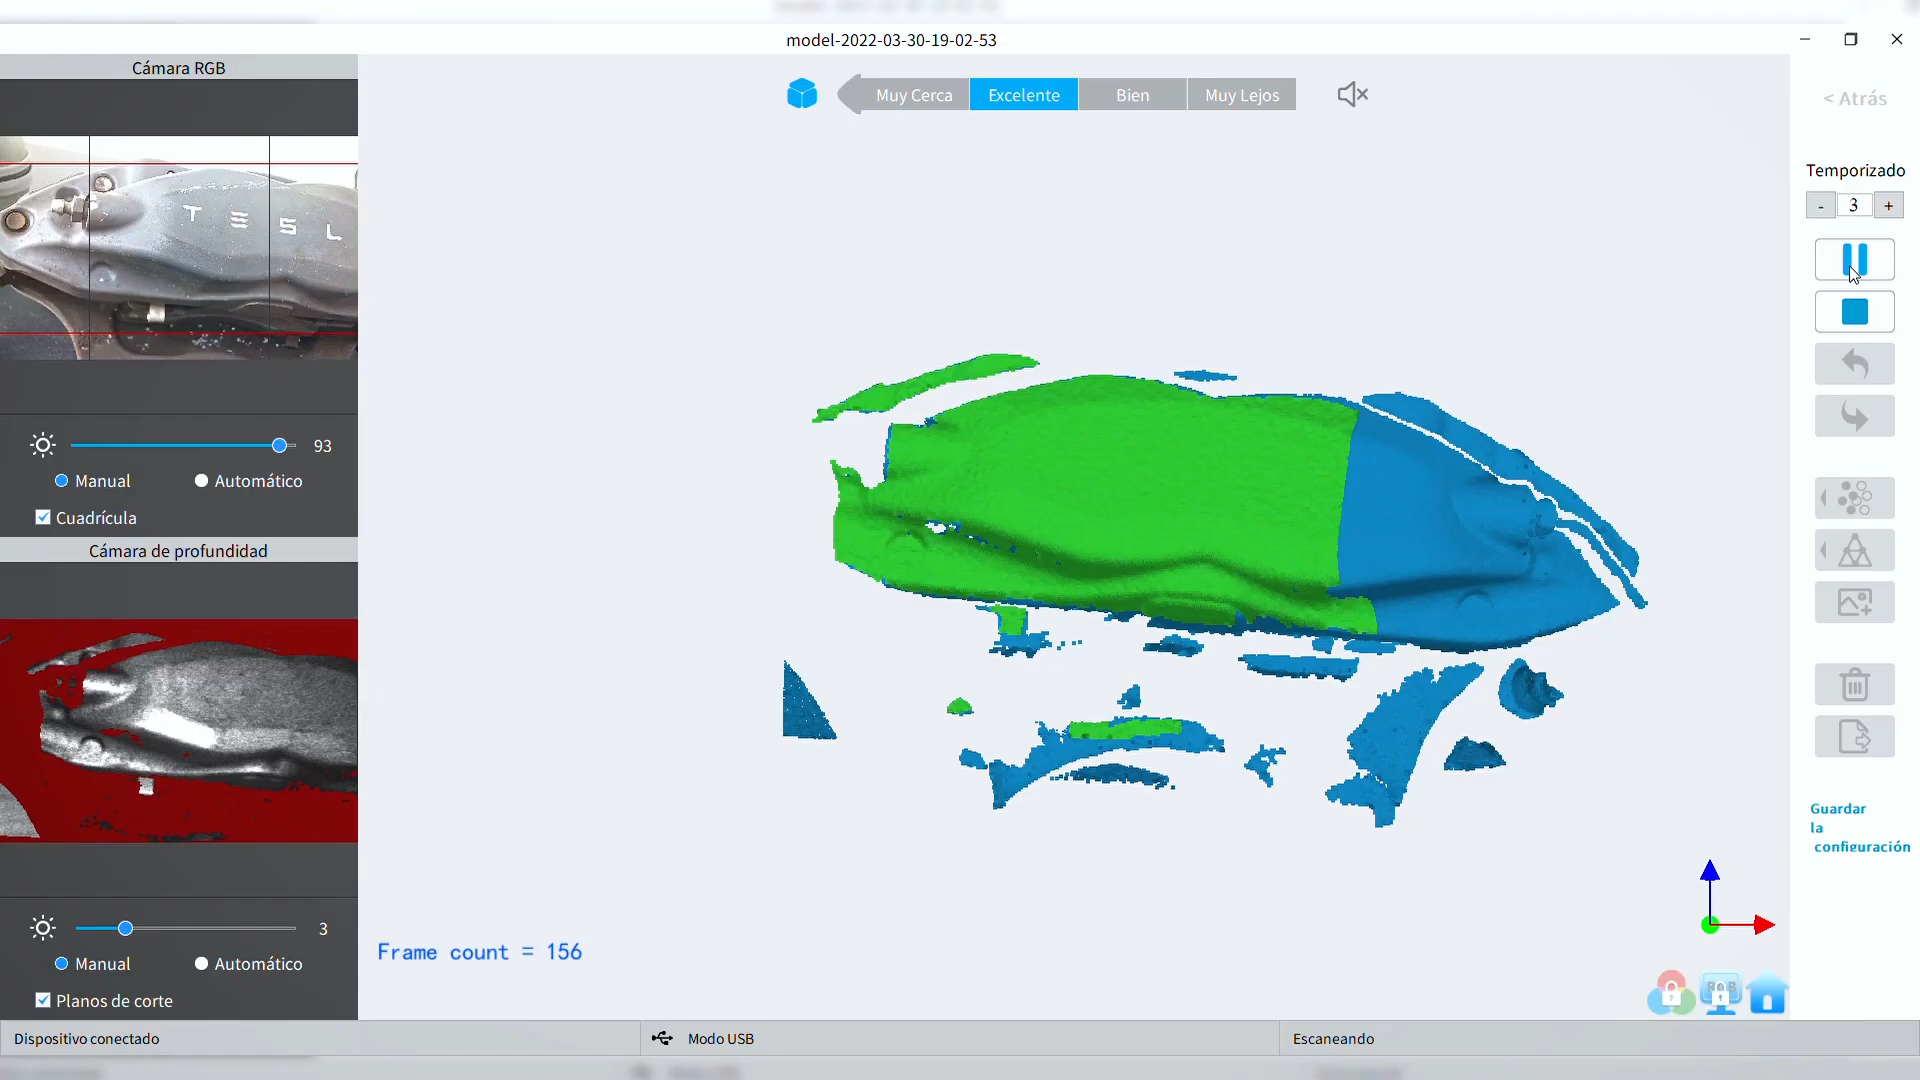 model-2022-03-30-19-02-53
Cámara RGB
Muy Cerca Excelente Bien Muy Lejos
< Atrás
Temporizado
- 3 +
T E S L
93
Manual Automático
Cuadrícula
Cámara de profundidad
Guardar
la
configuración
Frame count = 156
3
Manual Automático
Planos de corte
RGB
Dispositivo conectado Modo USB Escaneando